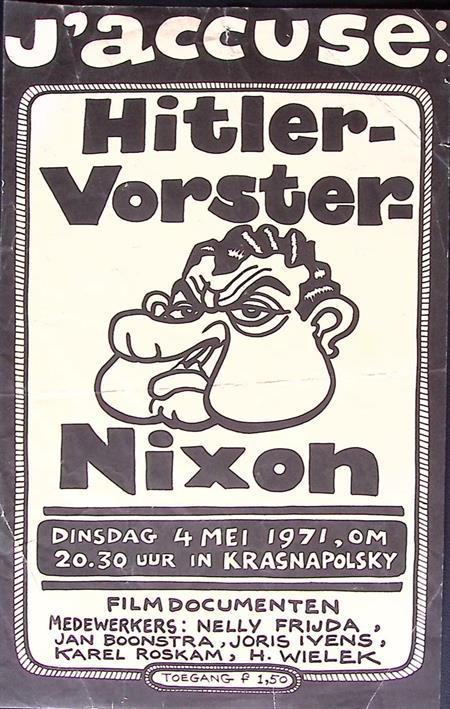 J'accuse:
Hitler-
Vorster-
Nixon
DINSDAG 4 MEI 1971, OM
20.30 UUR IN KRASNAPOLSKY
FILMDOCUMENTEN
MEDEWERKERS: NELLY FRIJDA,
JAN BOONSTRA, JORIS IVENS,
KAREL ROSKAM, H. WIELEK
TOEGANG f 1,50